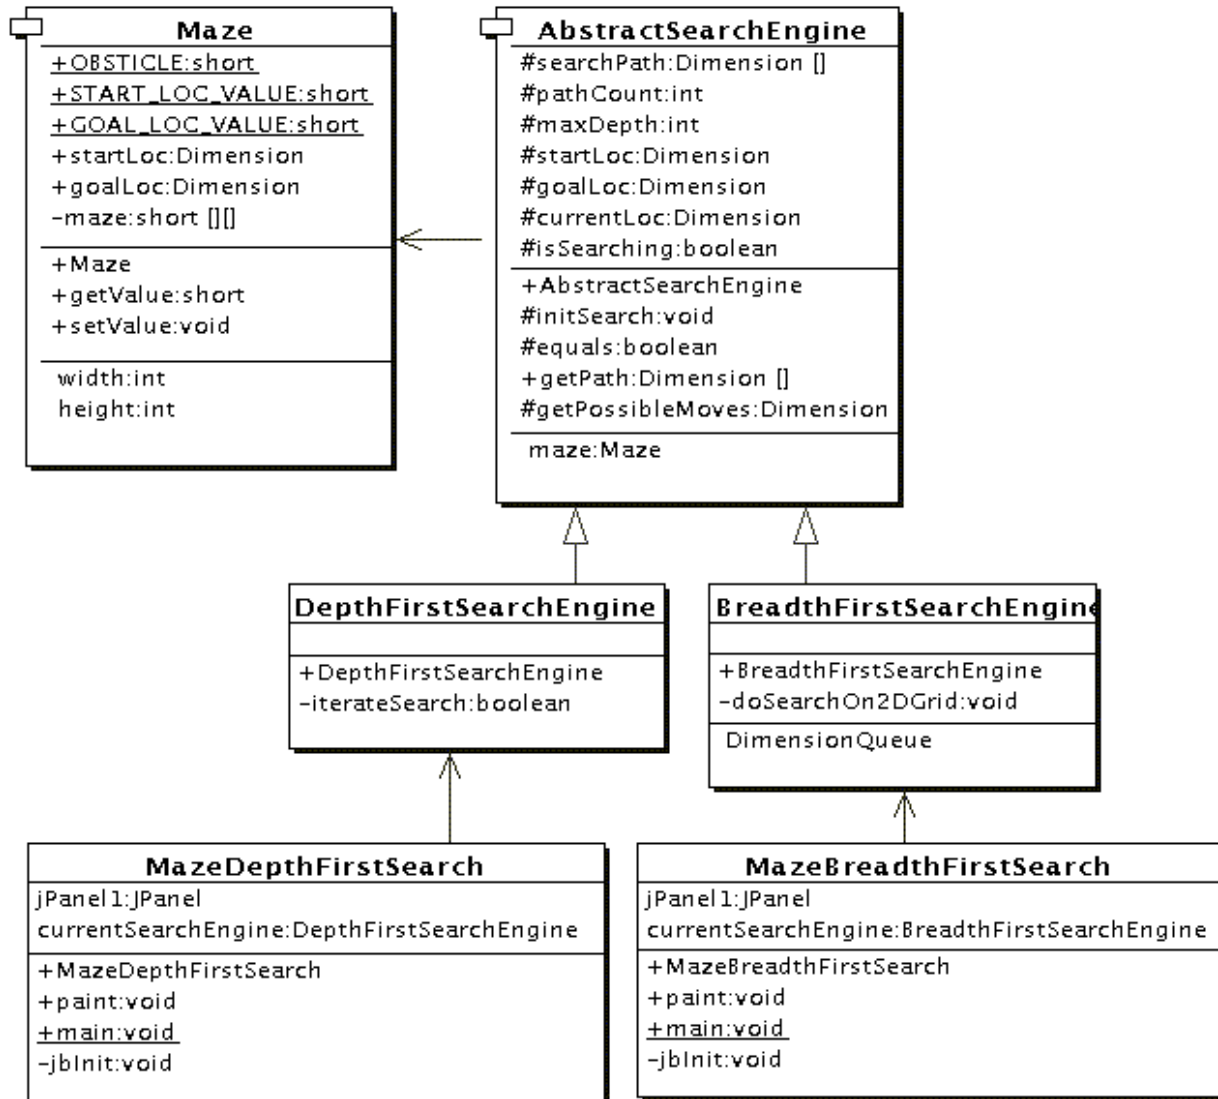 Maze
+OBSTICLE:short
+START_LOC_VALUE:short
+GOAL_LOC_VALUE:short
+startLoc:Dimension
+goalLoc:Dimension
-maze:short [][]
+Maze
+getValue:short
+setValue:void
width:int
height:int
AbstractSearchEngine
#searchPath:Dimension []
#pathCount:int
#maxDepth:int
#startLoc:Dimension
#goalLoc:Dimension
#currentLoc:Dimension
#isSearching:boolean
+AbstractSearchEngine
#initSearch:void
#equals:boolean
+getPath:Dimension []
#getPossibleMoves:Dimension
maze:Maze
DepthFirstSearchEngine
+DepthFirstSearchEngine
-iterateSearch:boolean
BreadthFirstSearchEngine
+BreadthFirstSearchEngine
-doSearchOn2DGrid:void
DimensionQueue
MazeDepthFirstSearch
jPanel1:JPanel
currentSearchEngine:DepthFirstSearchEngine
+MazeDepthFirstSearch
+paint:void
+main:void
-jbInit:void
MazeBreadthFirstSearch
jPanel1:JPanel
currentSearchEngine:BreadthFirstSearchEngine
+MazeBreadthFirstSearch
+paint:void
+main:void
-jbInit:void